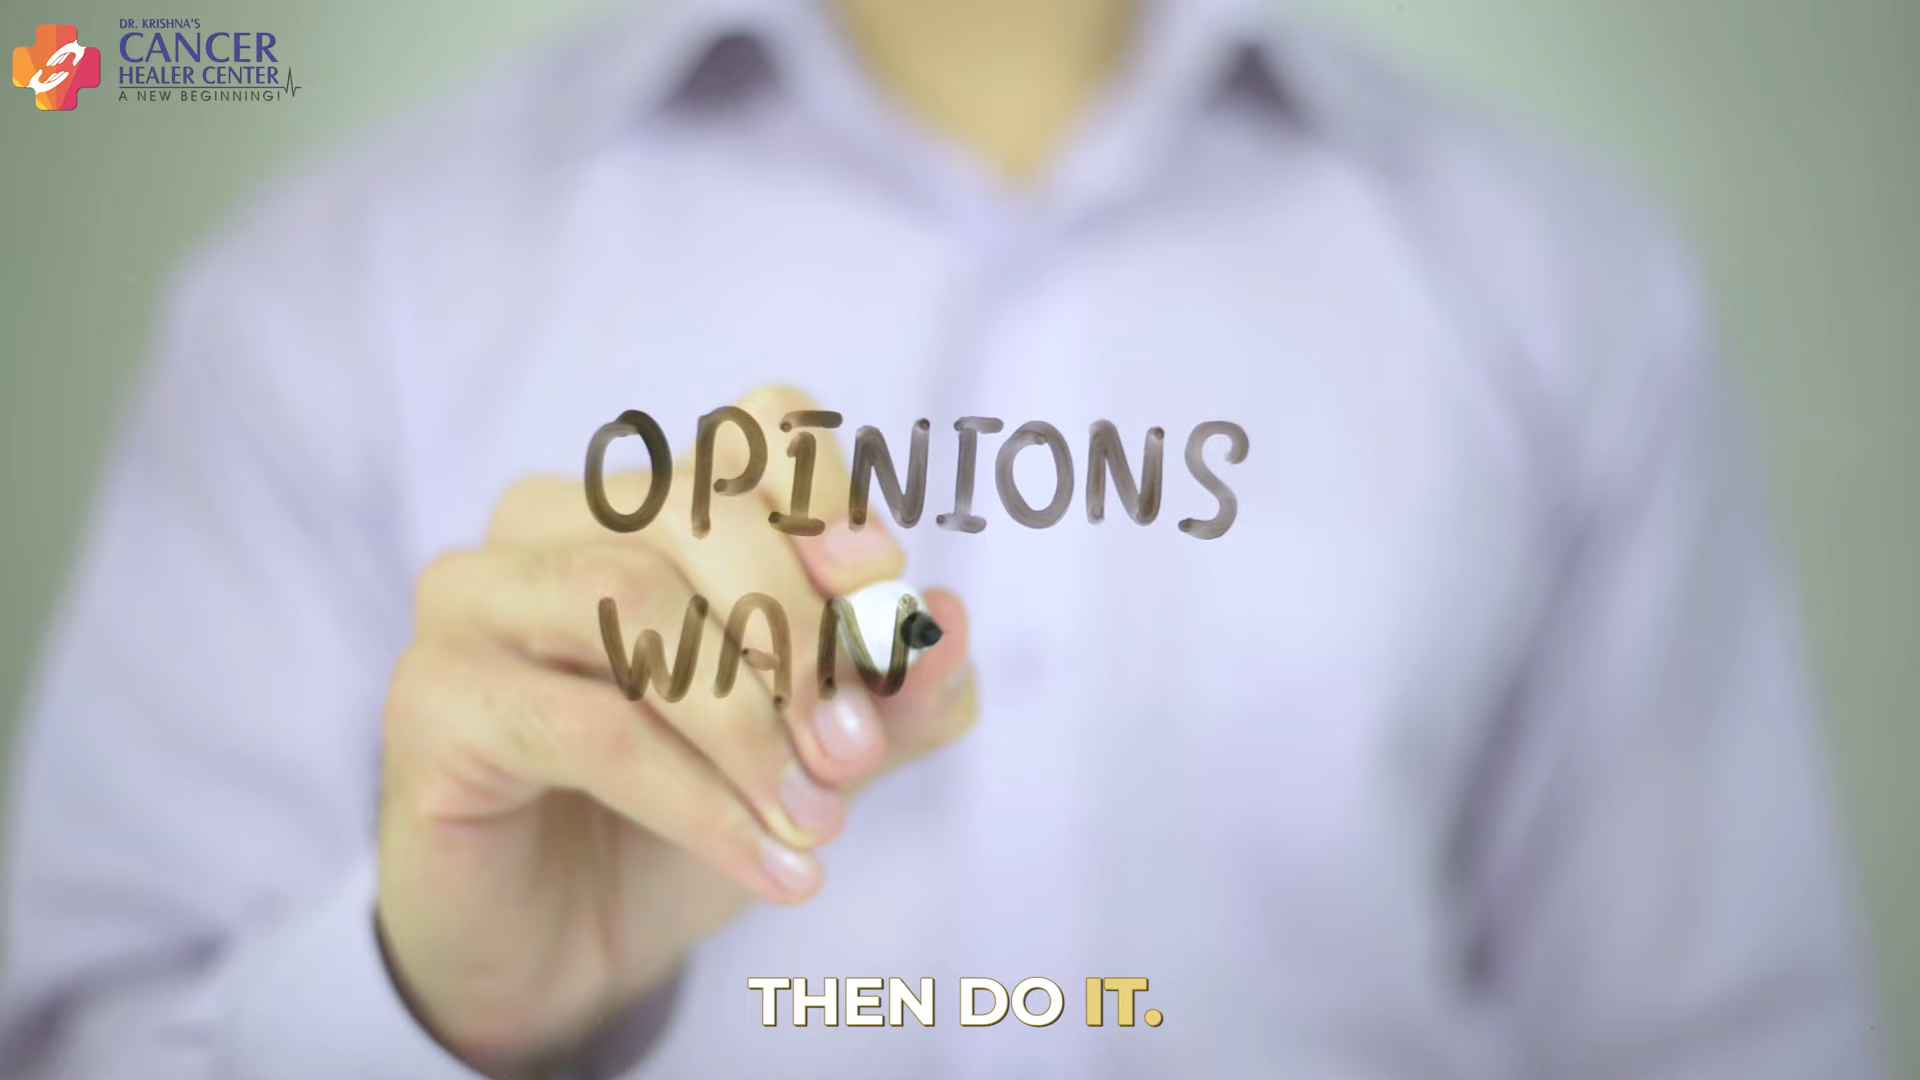 DR. KRISHNA'S
CANCER
HEALER CENTER
A NEW BEGINNING!
OPINIONS
WAN
THEN DO IT.